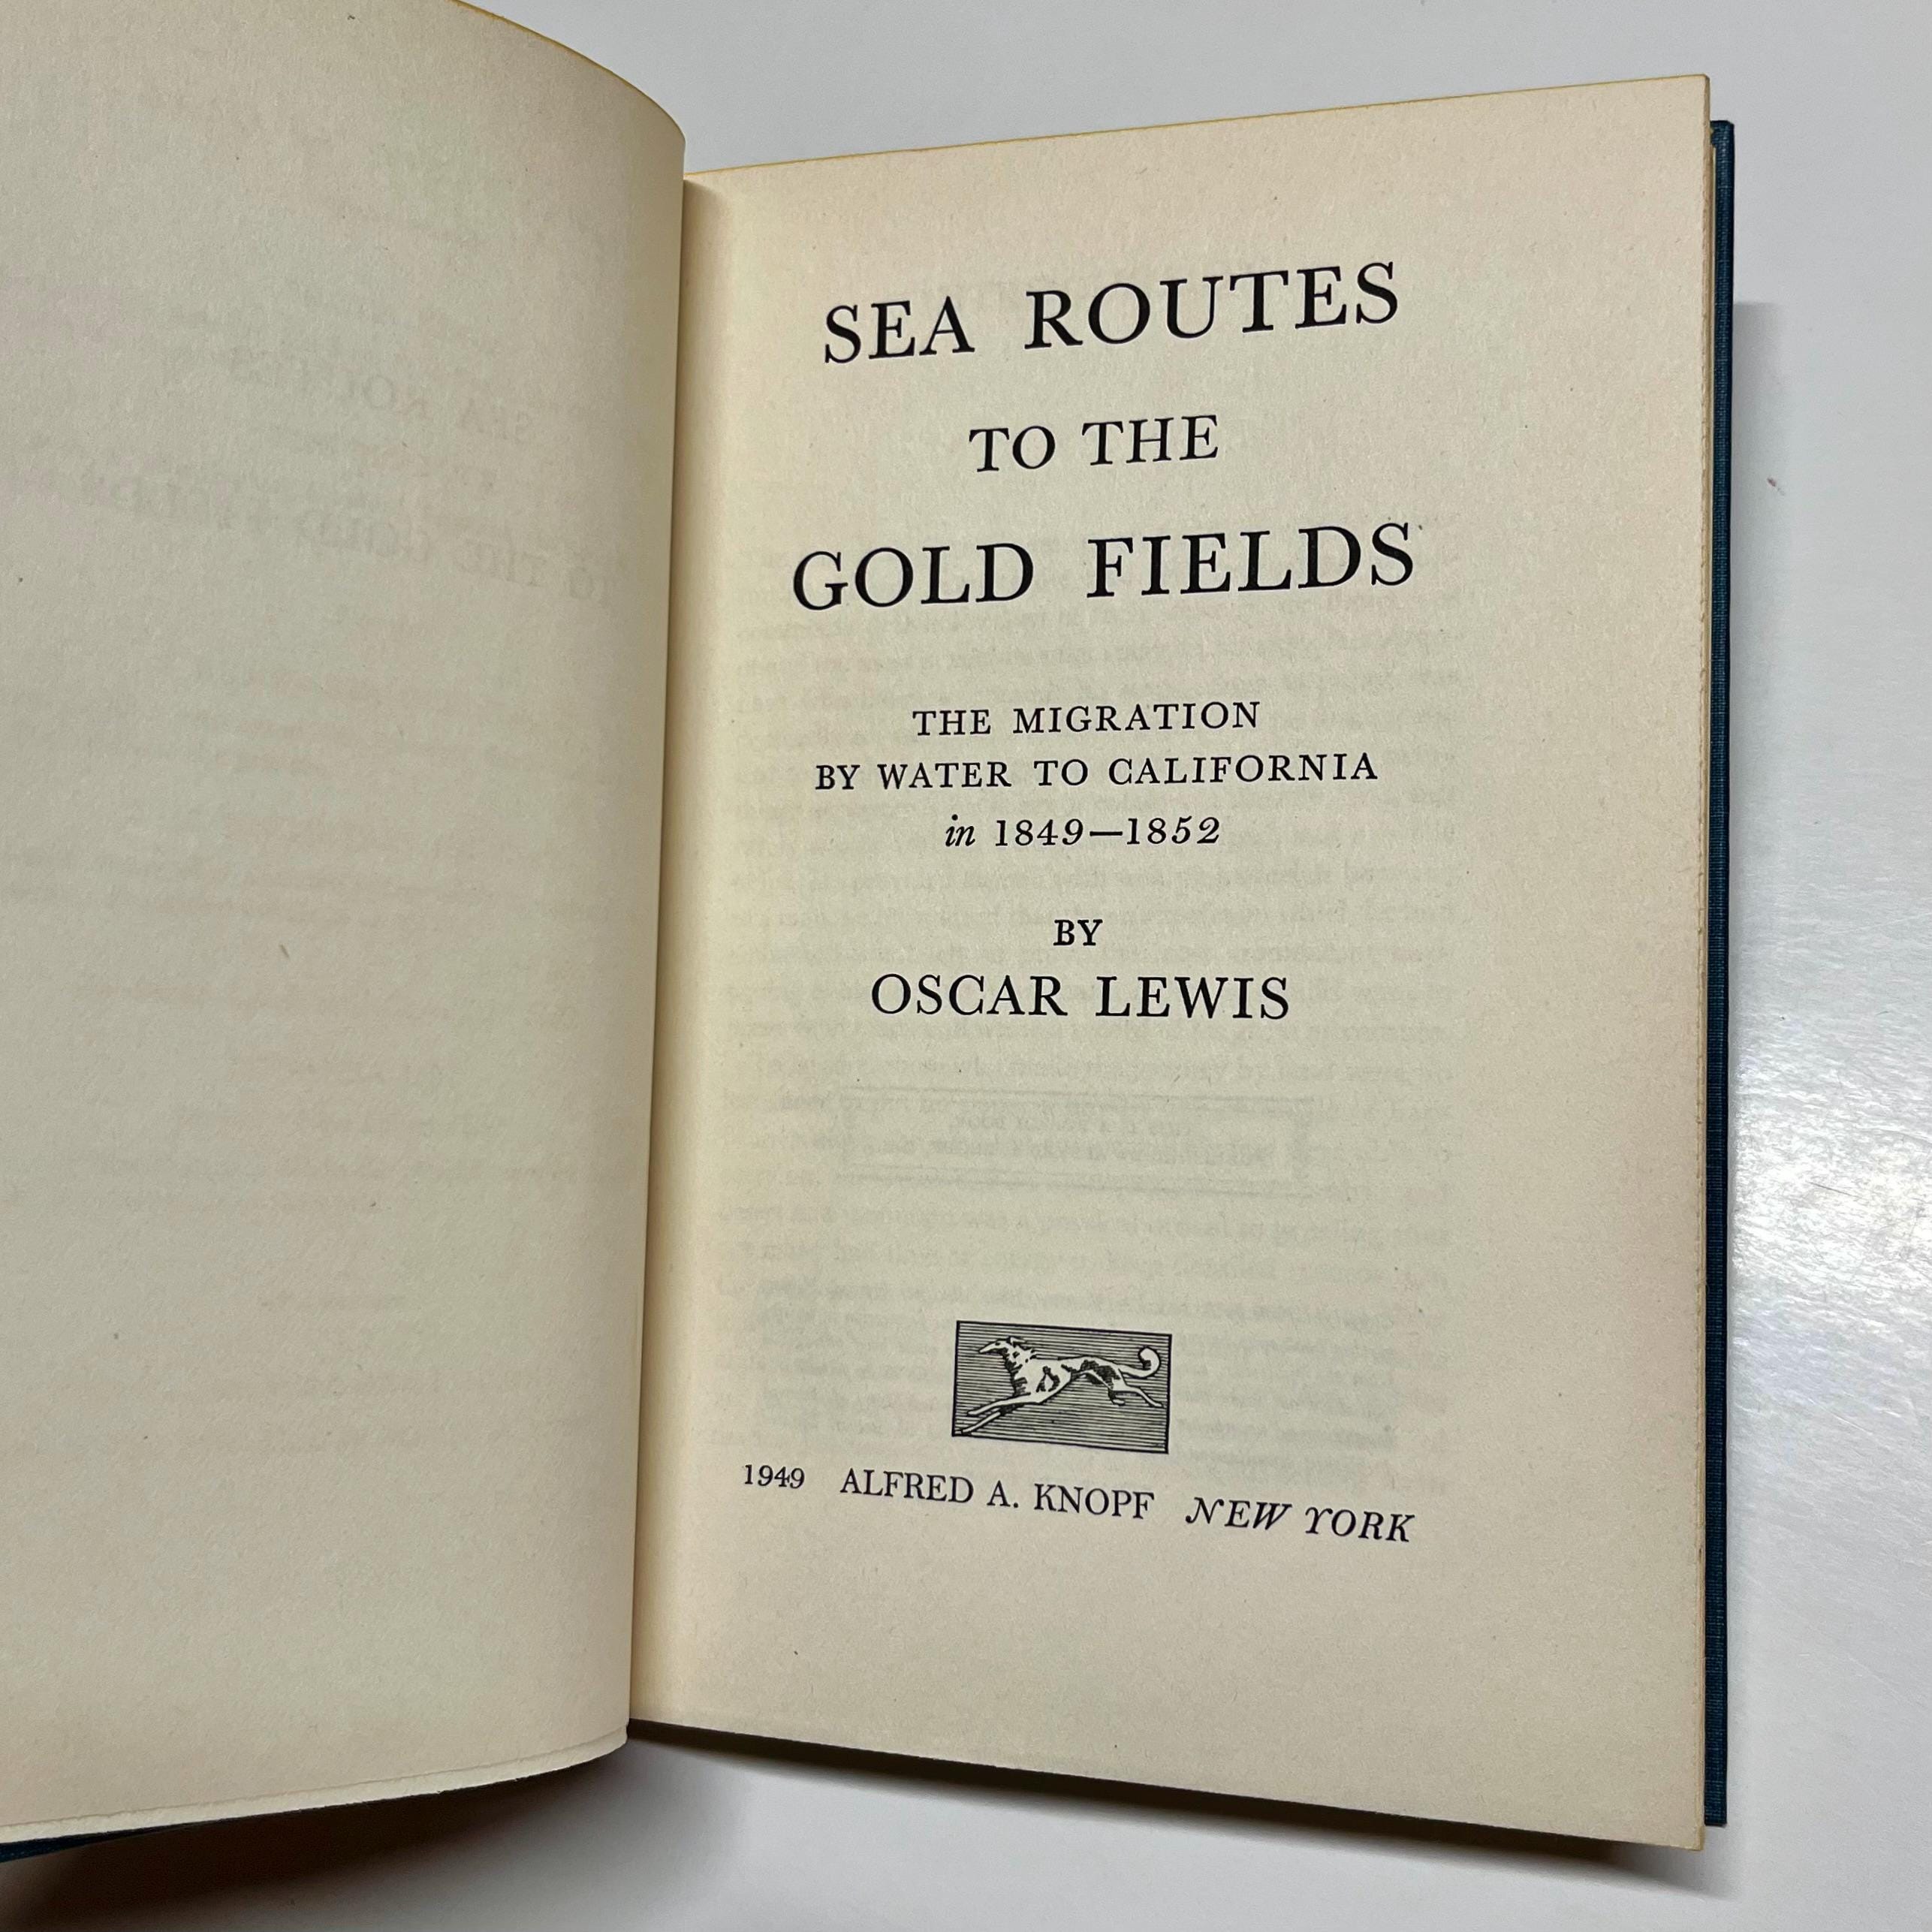 SEA ROUTES
TO THE
GOLD FIELDS
THE MIGRATION
BY WATER TO CALIFORNIA
in 1849—1852
BY
OSCAR LEWIS
1949 ALFRED A. KNOPF NEW YORK